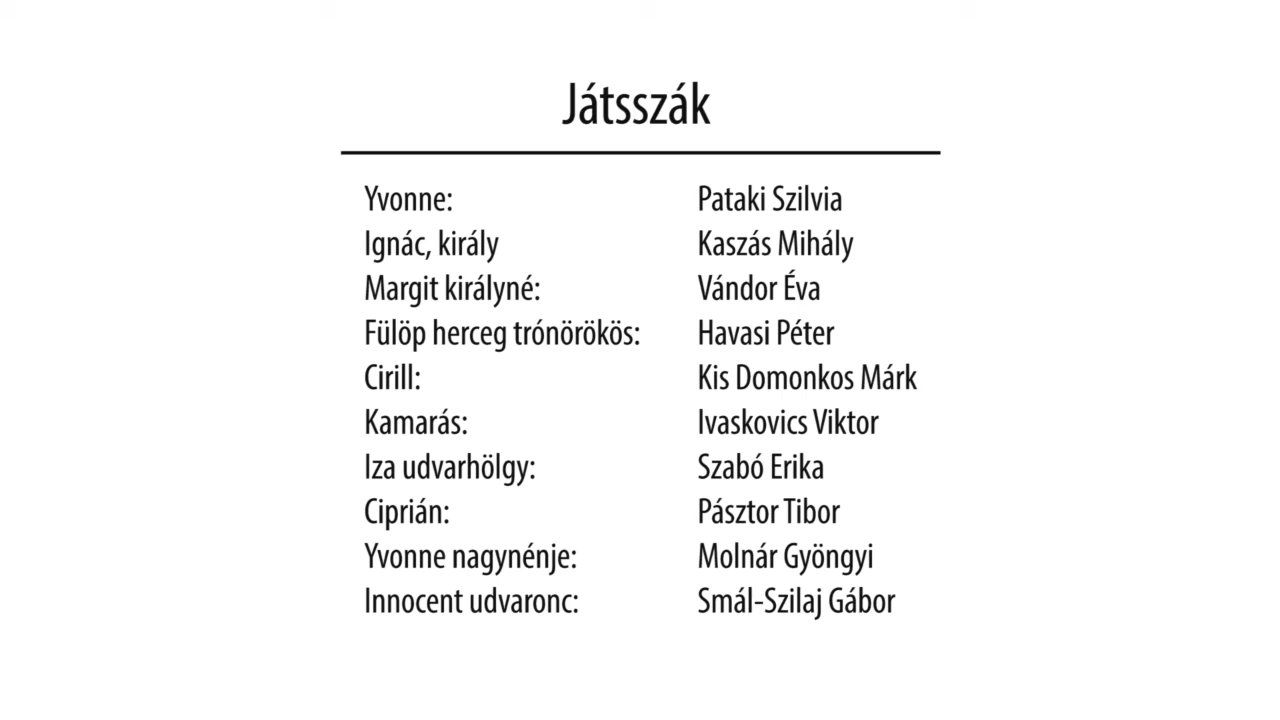 Játsszák
Yvonne: Pataki Szilvia
Ignác, király Kaszás Mihály
Margit királyné: Vándor Éva
Fülöp herceg trónörökös: Havasi Péter
Cirill: Kis Domonkos Márk
Kamarás: Ivaskovics Viktor
Iza udvarhölgy: Szabó Erika
Ciprián: Pásztor Tibor
Yvonne nagynénje: Molnár Gyöngyi
Innocent udvaronc: Smál-Szilaj Gábor